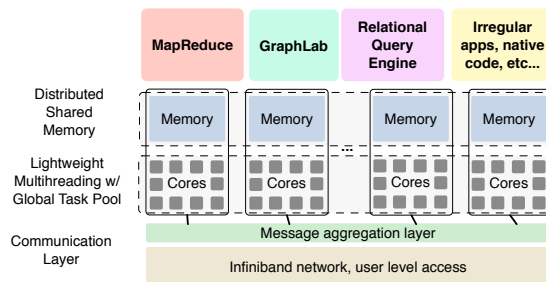 MapReduce
GraphLab
Relational
Query
Engine
Irregular
apps, native
code, etc...
Distributed
Shared
Memory
Memory
Memory
Memory
Memory
...
Lightweight
Multithreading w/
Global Task Pool
Cores
Cores
Cores
Cores
Communication
Layer
Message aggregation layer
Infiniband network, user level access